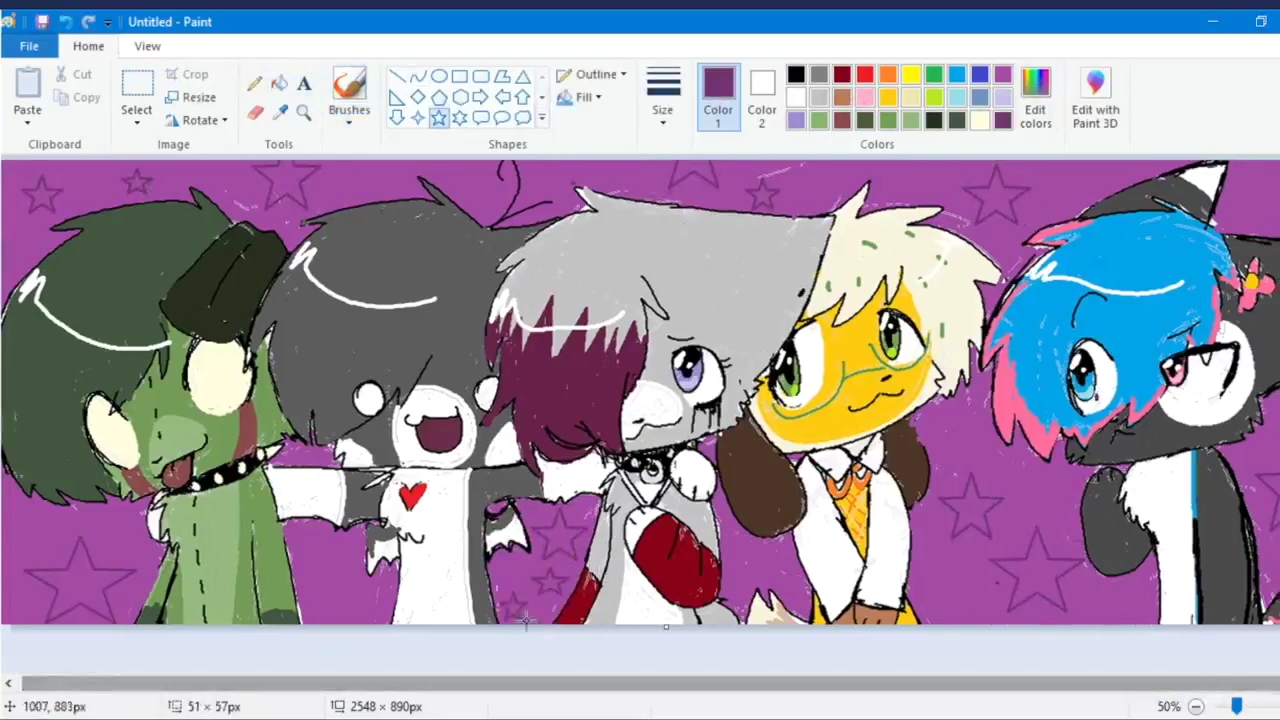 Untitled - Paint
File Home View
Paste
Cut
Copy
Clipboard
Select
Crop
Resize
Rotate
Image
A
Tools
Brushes
Outline
Fill
Shapes
Size
Color 1
Color 2
Edit colors
Colors
Edit with Paint 3D
1007, 881px 51 × 57px 2548 × 890px 50%